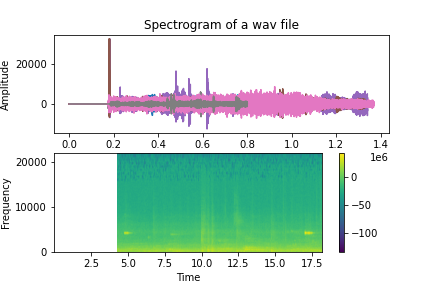 Spectrogram of a wav file
Amplitude
20000
0
0.0 0.2 0.4 0.6 0.8 1.0 1.2 1.4
1e6
Frequency
20000
10000
0
2.5 5.0 7.5 10.0 12.5 15.0 17.5
Time
0
−50
−100